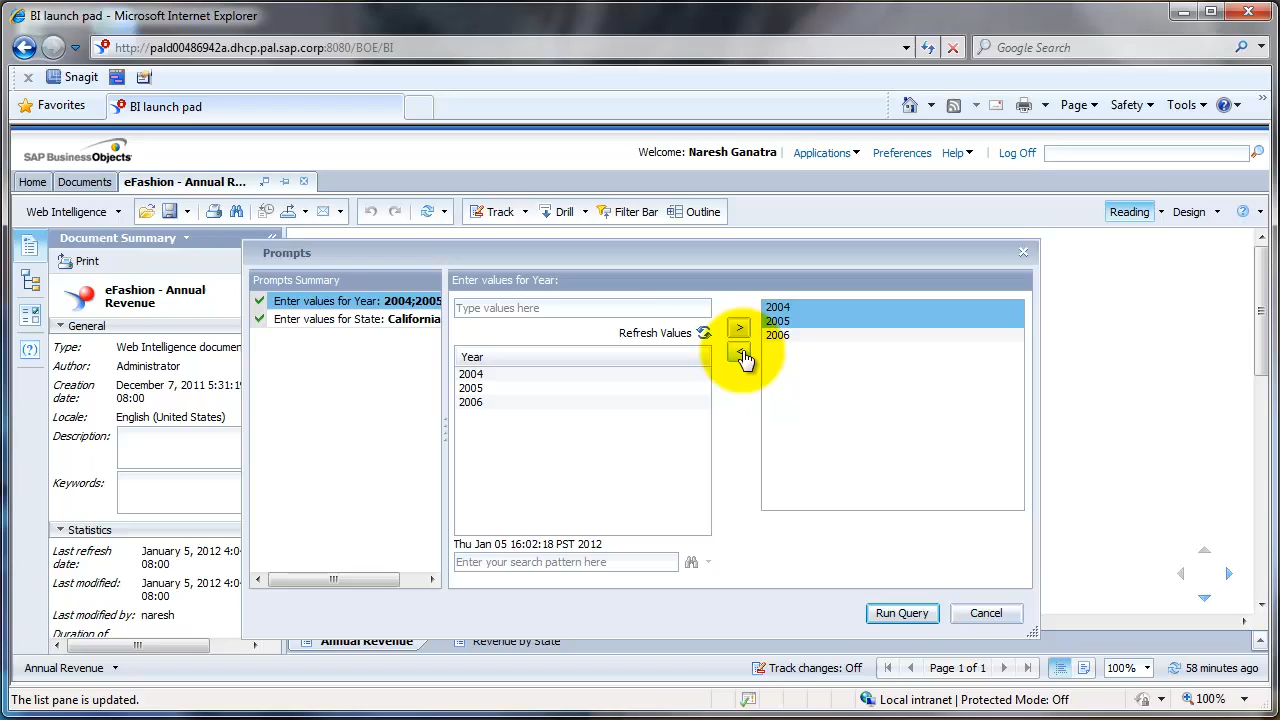 BI launch pad - Microsoft Internet Explorer
http://pald00486942a.dhcp.pal.sap.corp:8080/BOE/BI
Google Search
x Snagit
Favorites
BI launch pad
Page
Safety
Tools
SAP BusinessObjects
Welcome: Naresh Ganatra
Applications
Preferences
Help
Log Off
Home
Documents
eFashion - Annual R...
Web Intelligence
Track
Drill
Filter Bar
Outline
Reading
Design
Document Summary
Print
eFashion - Annual
Revenue
General
Type: Web Intelligence document
Author: Administrator
Creation date: December 7, 2011 5:31:19
08:00
Locale: English (United States)
Description:
Keywords:
Statistics
Last refresh date: January 5, 2012 4:0
08:00
Last modified: January 5, 2012 4:0
08:00
Last modified by: naresh
Duration of
Prompts
Prompts Summary
Enter values for Year: 2004;2005
Enter values for State: California
Enter values for Year:
Type values here
Refresh Values
>
<
Year
2004
2005
2006
2004
2005
2006
Thu Jan 05 16:02:18 PST 2012
Enter your search pattern here
Run Query
Cancel
Annual Revenue
Revenue by State
Annual Revenue
Track changes: Off
Page 1 of 1
100%
58 minutes ago
The list pane is updated.
Local intranet | Protected Mode: Off
100%